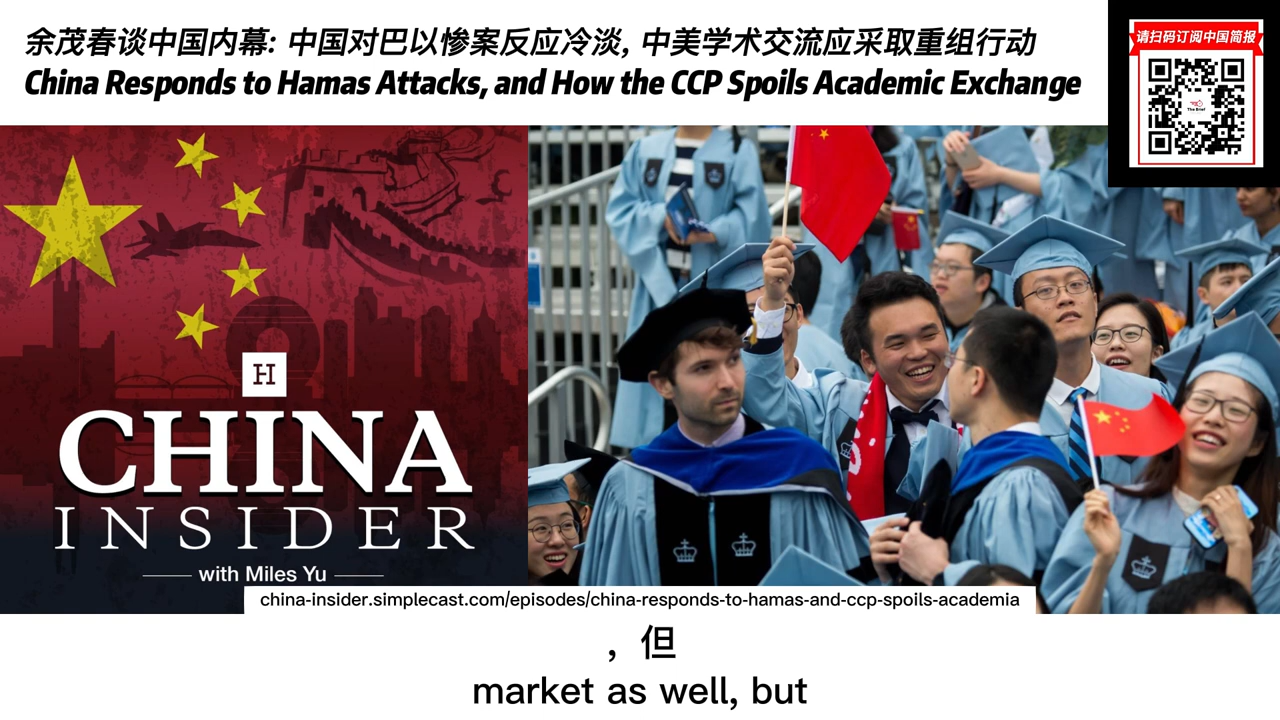 余茂春谈中国内幕: 中国对巴以惨案反应冷淡, 中美学术交流应采取重组行动
China Responds to Hamas Attacks, and How the CCP Spoils Academic Exchange
请扫码订阅中国简报
The Brief
H
CHINA
INSIDER
with Miles Yu
china-insider.simplecast.com/episodes/china-responds-to-hamas-and-ccp-spoils-academia
，但
market as well, but